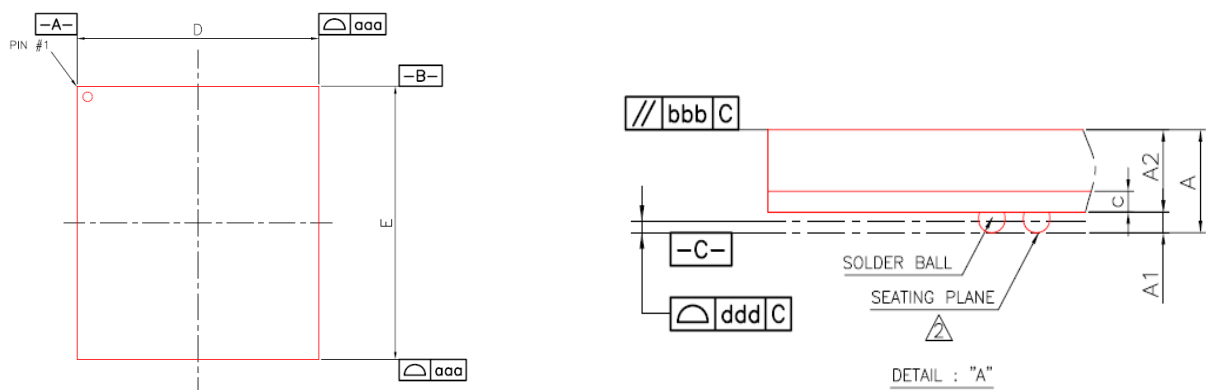 -A-
D
⌓ aaa
PIN #1
-B-
E
⌓ aaa
// bbb C
A2
A
c
-C-
A1
SOLDER BALL
SEATING PLANE
⌓ ddd C
2
DETAIL : "A"